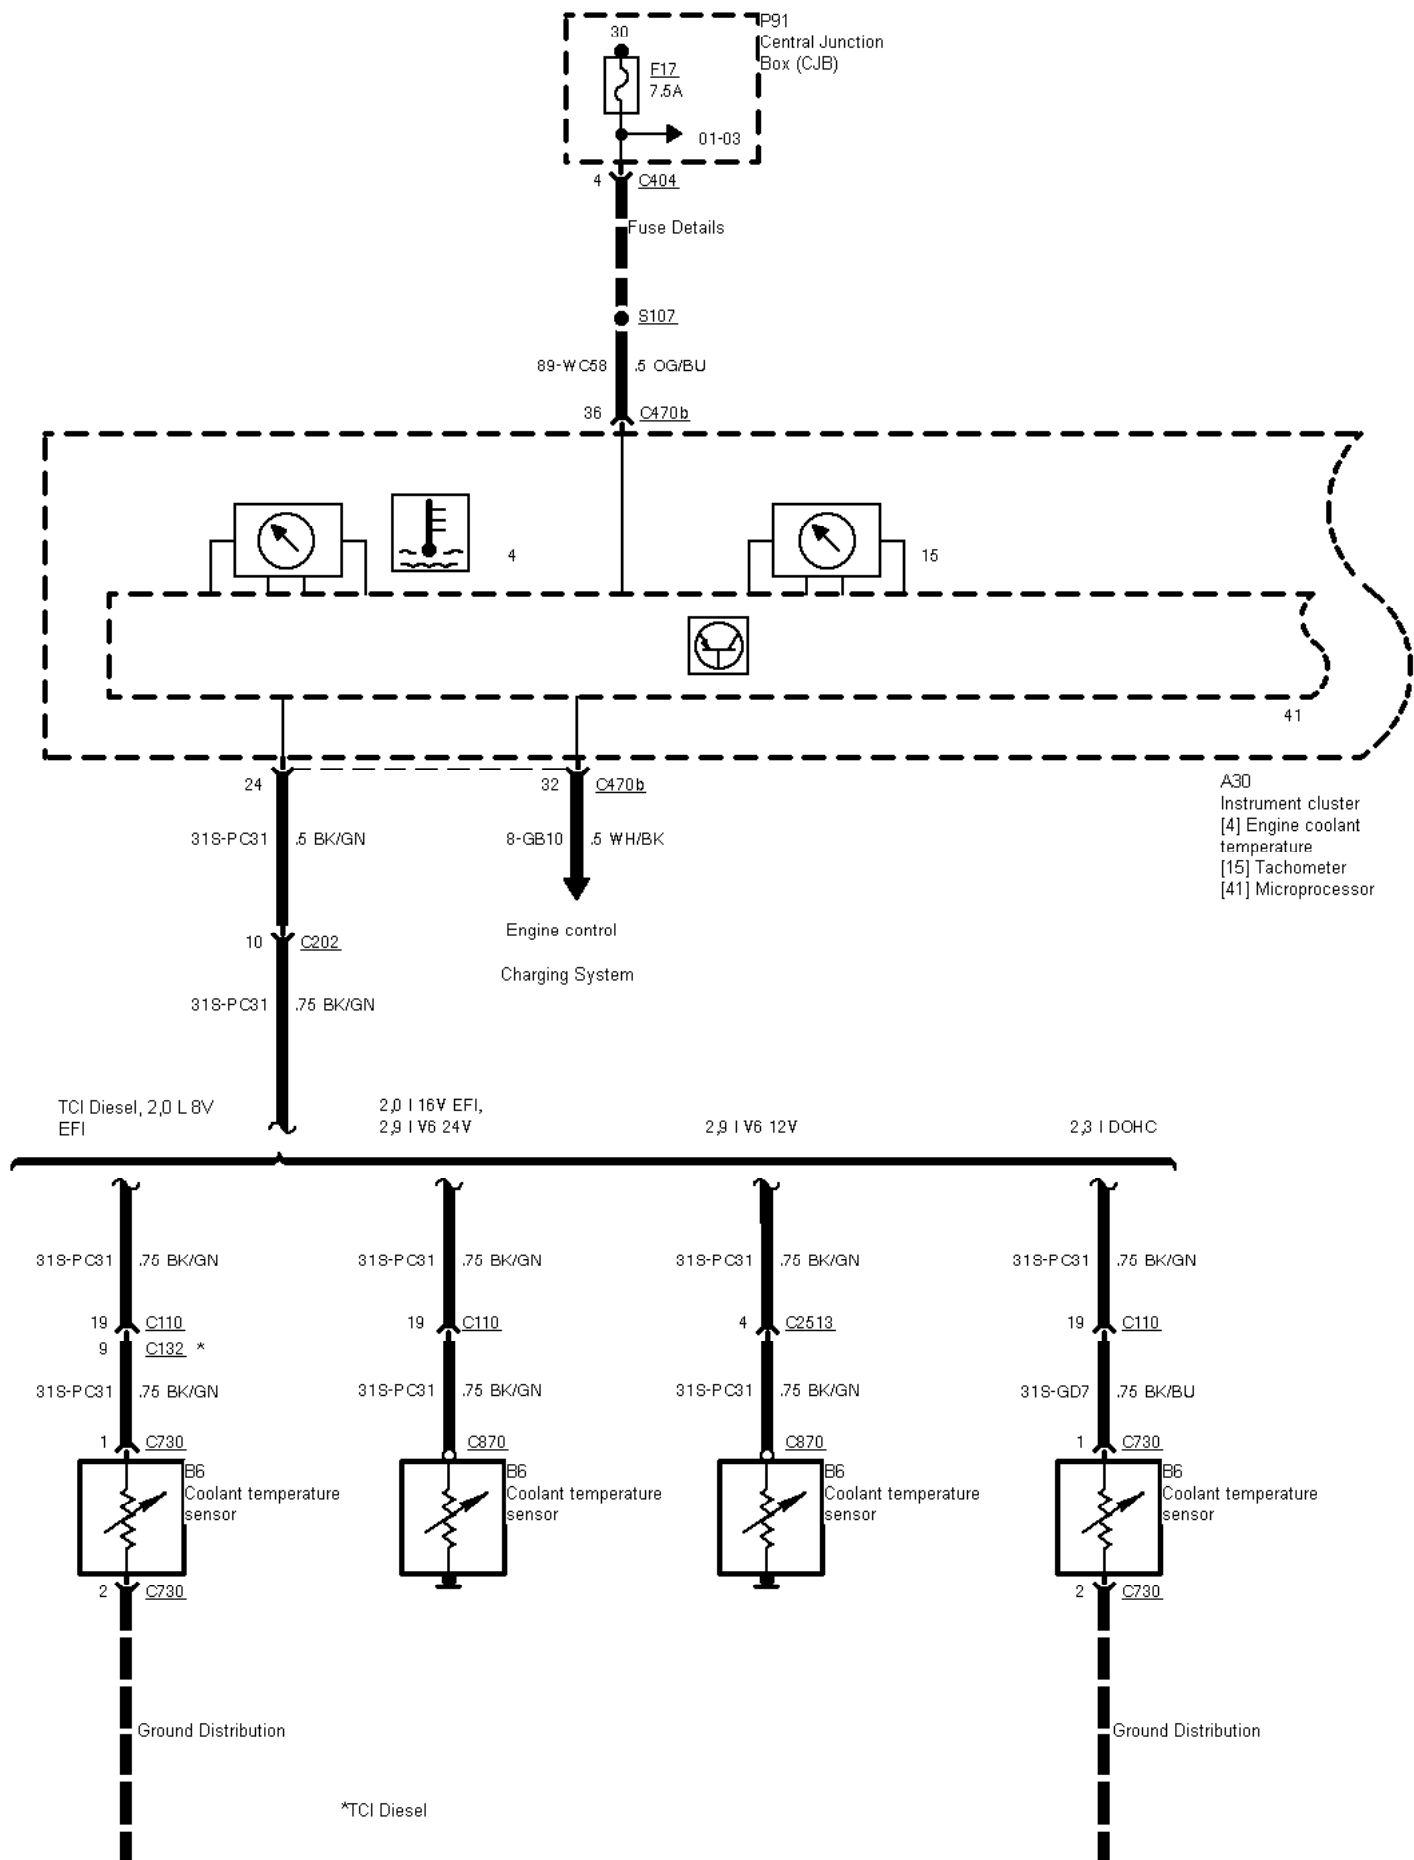 30
P91
Central Junction
Box (CJB)
F17
7.5A
01-03
4 C404
Fuse Details
S107
89-WC58 .5 OG/BU
36 C470b
4
15
41
A30
Instrument cluster
[4] Engine coolant
temperature
[15] Tachometer
[41] Microprocessor
24 32 C470b
31S-PC31 .5 BK/GN 8-GB10 .5 WH/BK
Engine control
Charging System
10 C202
31S-PC31 .75 BK/GN
TCI Diesel, 2,0 L 8V
EFI
2,0 l 16V EFI,
2,9 l V6 24V
2,9 l V6 12V
2,3 l DOHC
31S-PC31 .75 BK/GN 31S-PC31 .75 BK/GN 31S-PC31 .75 BK/GN 31S-PC31 .75 BK/GN
19 C110 19 C110 4 C2513 19 C110
9 C132 *
31S-PC31 .75 BK/GN 31S-PC31 .75 BK/GN 31S-PC31 .75 BK/GN 31S-GD7 .75 BK/BU
1 C730 C870 C870 1 C730
B6
Coolant temperature
sensor
B6
Coolant temperature
sensor
B6
Coolant temperature
sensor
B6
Coolant temperature
sensor
2 C730 2 C730
Ground Distribution Ground Distribution
*TCI Diesel